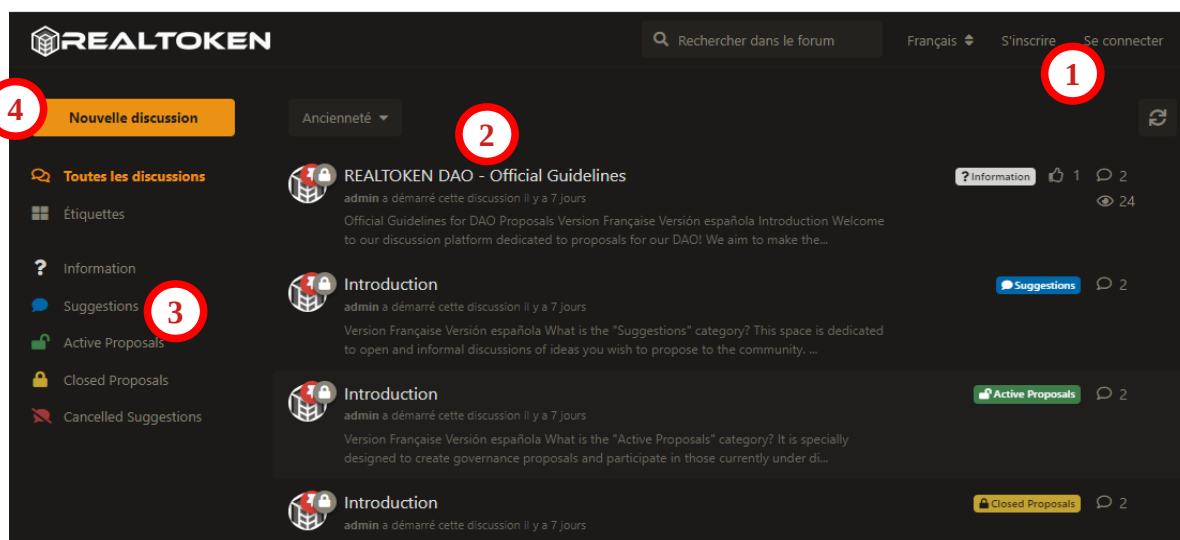 REALTOKEN
Rechercher dans le forum
Français
S'inscrire
Se connecter
1
4
Nouvelle discussion
Ancienneté
2
Toutes les discussions
Étiquettes
? Information
Suggestions
3
Active Proposals
Closed Proposals
Cancelled Suggestions
REALTOKEN DAO - Official Guidelines
? Information 1 2
admin a démarré cette discussion il y a 7 jours
24
Official Guidelines for DAO Proposals Version Française Versión española Introduction Welcome
to our discussion platform dedicated to proposals for our DAO! We aim to make the...
Introduction
Suggestions 2
admin a démarré cette discussion il y a 7 jours
Version Française Versión española What is the "Suggestions" category? This space is dedicated
to open and informal discussions of ideas you wish to propose to the community. ...
Introduction
Active Proposals 2
admin a démarré cette discussion il y a 7 jours
Version Française Versión española What is the "Active Proposals" category? It is specially
designed to create governance proposals and participate in those currently under di...
Introduction
Closed Proposals 2
admin a démarré cette discussion il y a 7 jours